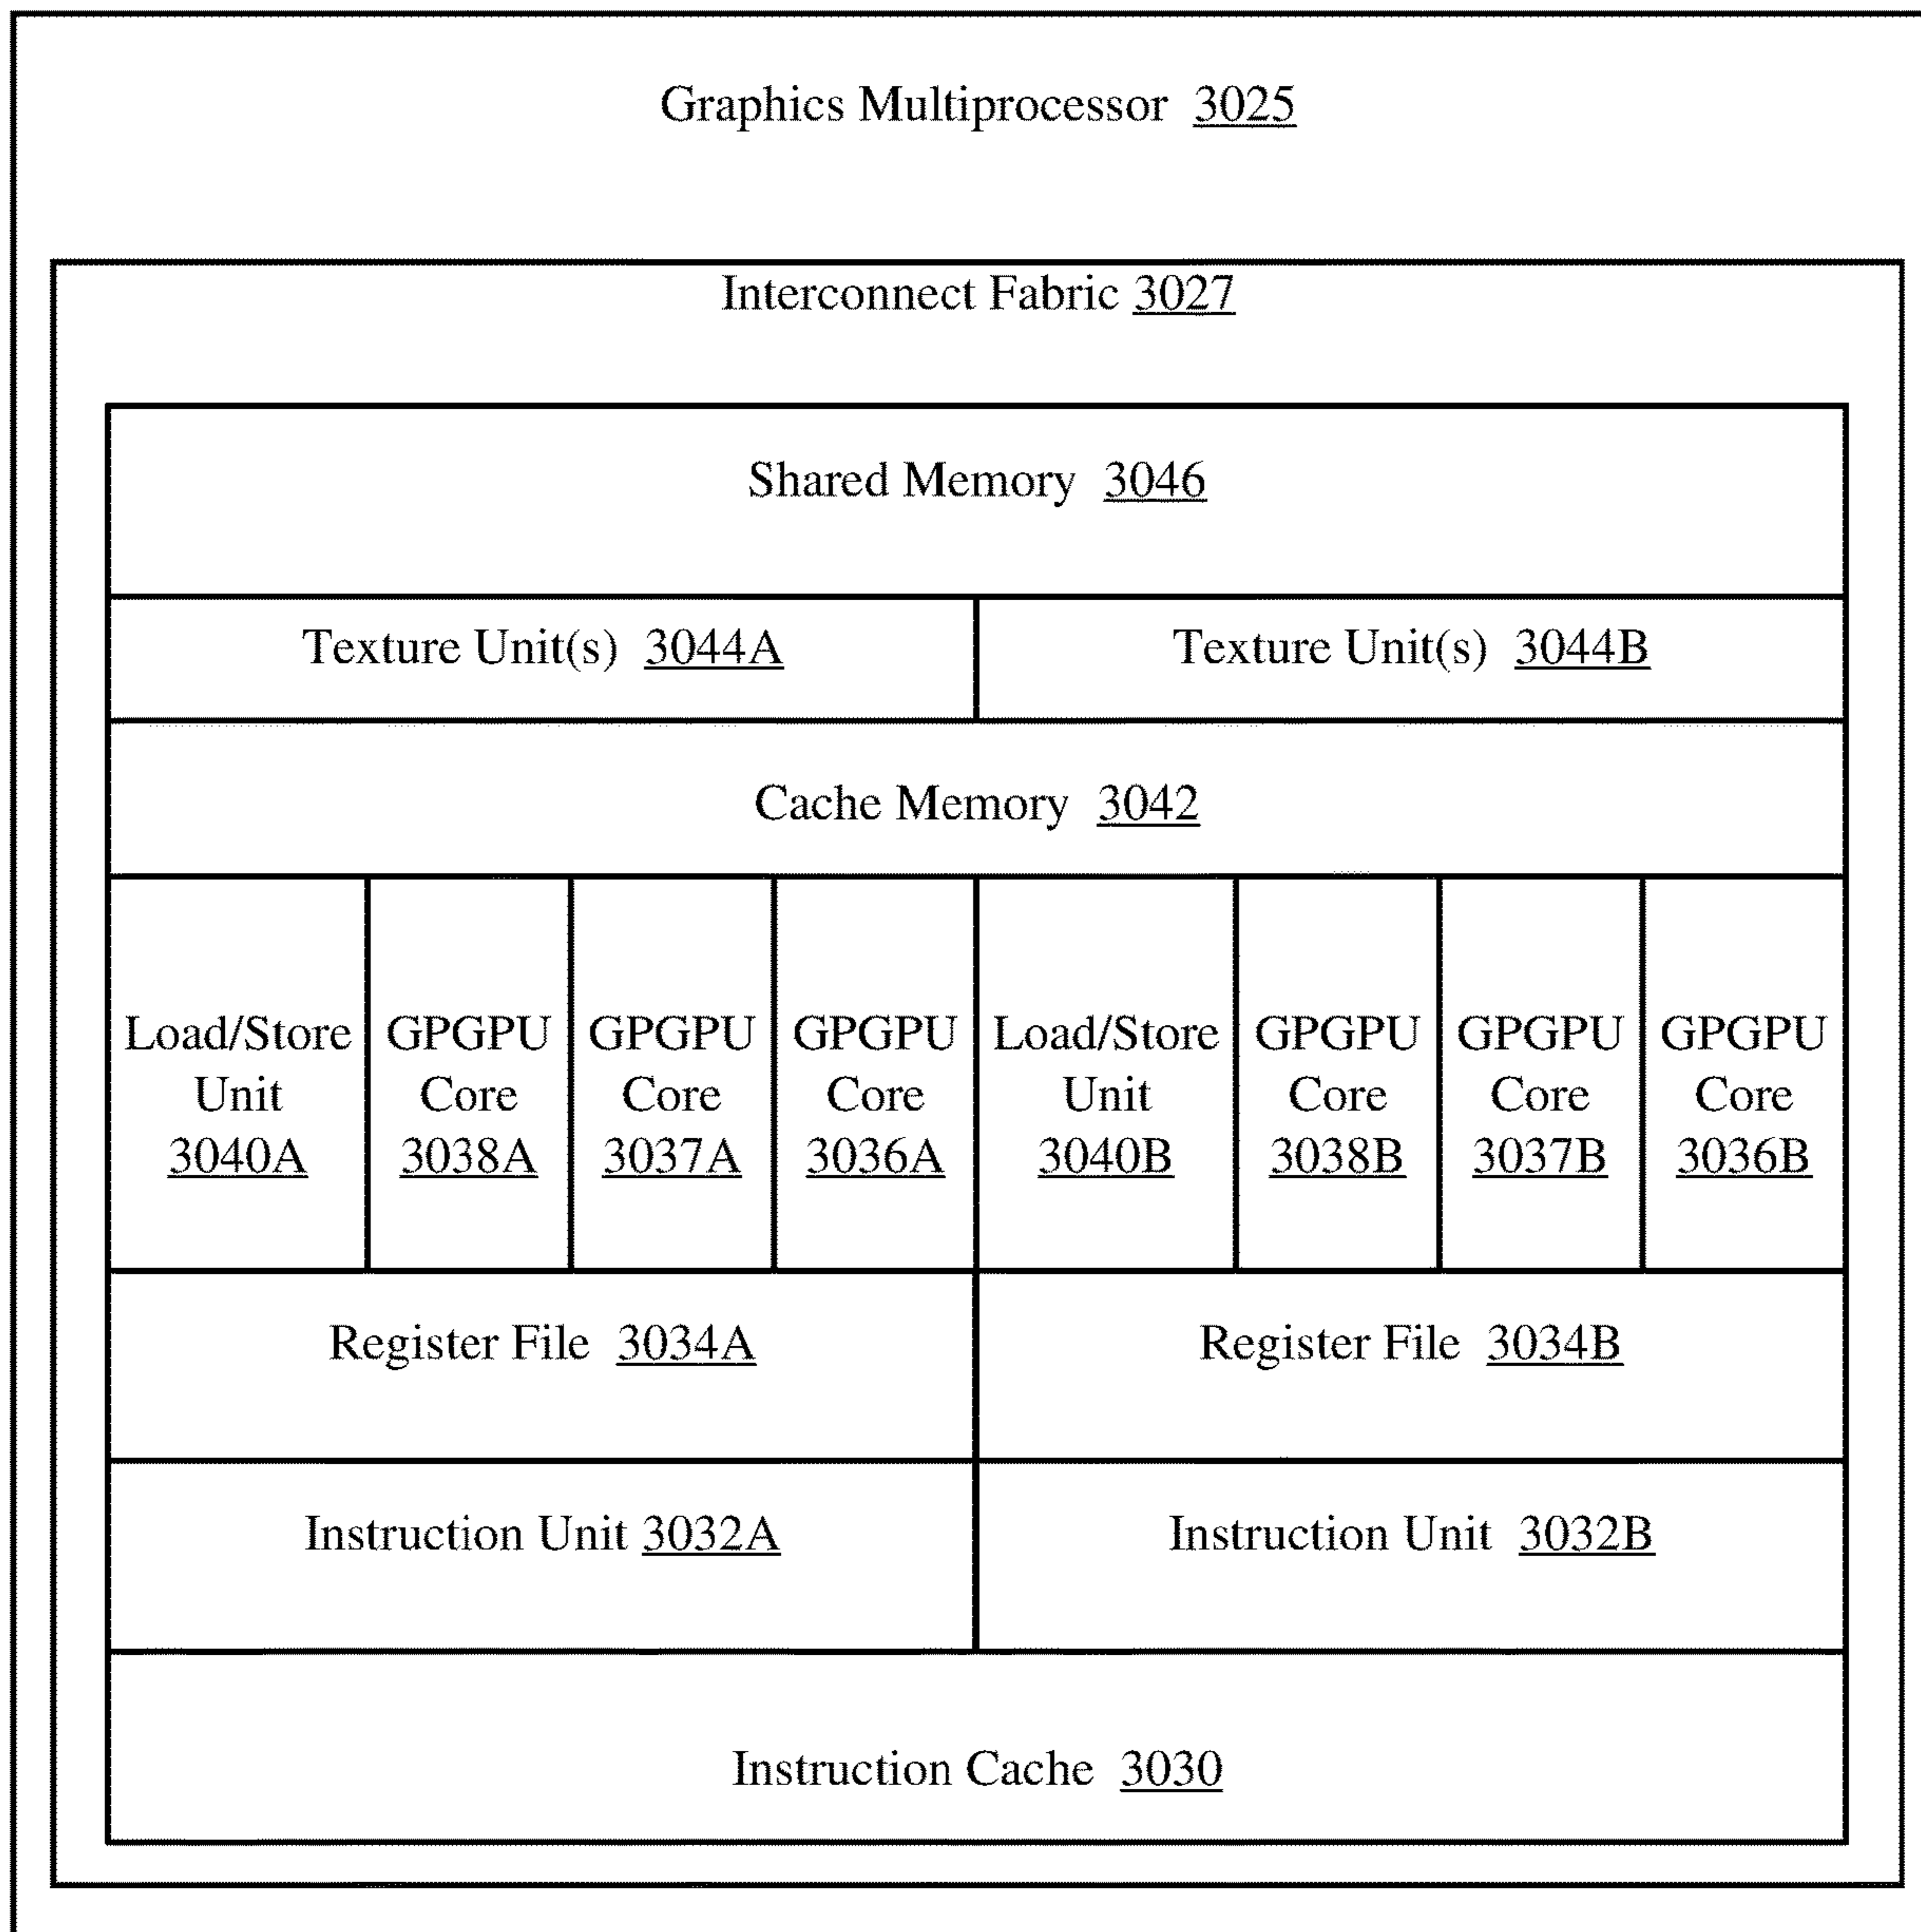 Graphics Multiprocessor 3025
Interconnect Fabric 3027
Shared Memory 3046
Texture Unit(s) 3044A
Texture Unit(s) 3044B
Cache Memory 3042
Load/Store
Unit
3040A
GPGPU
Core
3038A
GPGPU
Core
3037A
GPGPU
Core
3036A
Load/Store
Unit
3040B
GPGPU
Core
3038B
GPGPU
Core
3037B
GPGPU
Core
3036B
Register File 3034A
Register File 3034B
Instruction Unit 3032A
Instruction Unit 3032B
Instruction Cache 3030